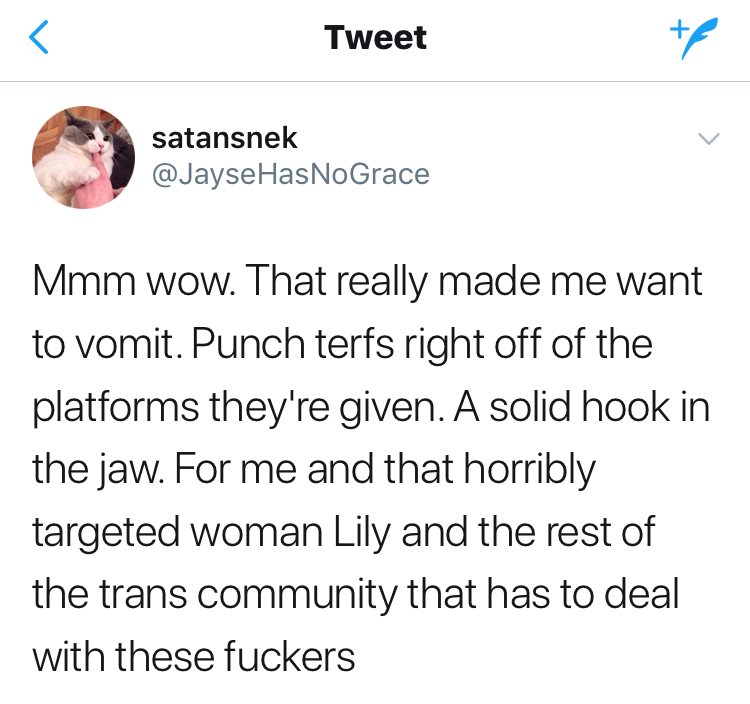 Tweet
satansnek
@JayseHasNoGrace
Mmm wow. That really made me want
to vomit. Punch terfs right off of the
platforms they're given. A solid hook in
the jaw. For me and that horribly
targeted woman Lily and the rest of
the trans community that has to deal
with these fuckers